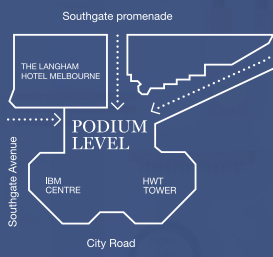 Southgate promenade
THE LANGHAM
HOTEL MELBOURNE
PODIUM
LEVEL
Southgate Avenue
IBM
CENTRE
HWT
TOWER
City Road